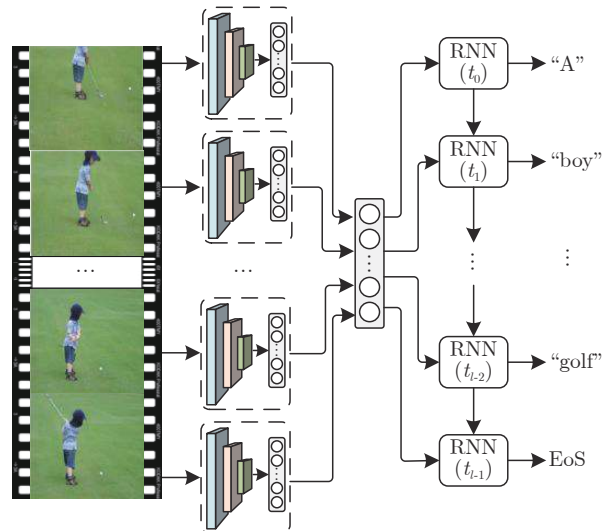 RNN
(t₀)
"A"
RNN
(t₁)
"boy"
...
...
⋮
⋮
RNN
(tₗ₋₂)
"golf"
RNN
(tₗ₋₁)
EoS